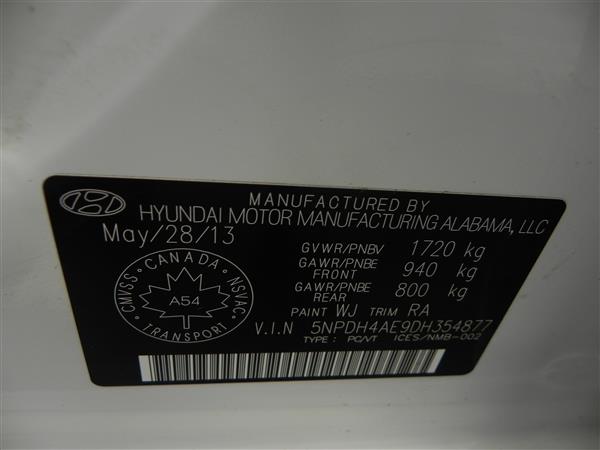 MANUFACTURED BY
HYUNDAI MOTOR MANUFACTURING ALABAMA, LLC
May/28/13
GVWR/PNBV 1720 kg
GAWR/PNBE FRONT 940 kg
GAWR/PNBE REAR 800 kg
PAINT WJ TRIM RA
V.I.N 5NPDH4AE9DH354877
TYPE : PC/VT ICES/NMB-002
CANADA
CMVSS
NSVAC
A54
TRANSPORT